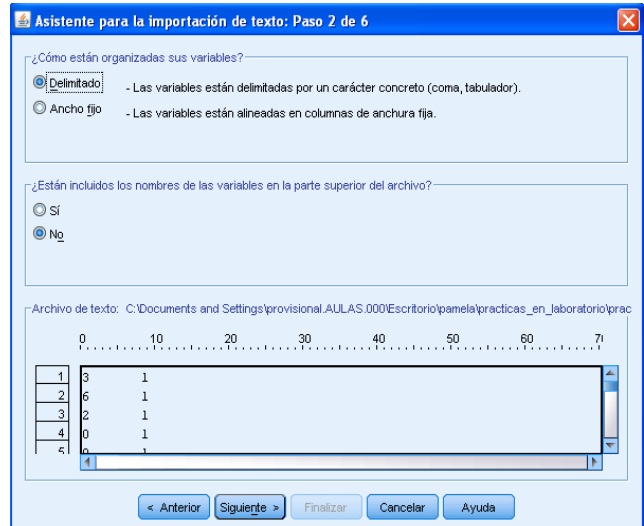 Asistente para la importación de texto: Paso 2 de 6
¿Cómo están organizadas sus variables?
Delimitado - Las variables están delimitadas por un carácter concreto (coma, tabulador).
Ancho fijo - Las variables están alineadas en columnas de anchura fija.
¿Están incluidos los nombres de las variables en la parte superior del archivo?
Sí
No
Archivo de texto: C:\Documents and Settings\provisional.AULAS.000\Escritorio\pamela\practicas_en_laboratorio\prac
0 10 20 30 40 50 60
1 3 1
2 6 1
3 2 1
4 0 1
5 0 1
< Anterior Siguiente > Finalizar Cancelar Ayuda